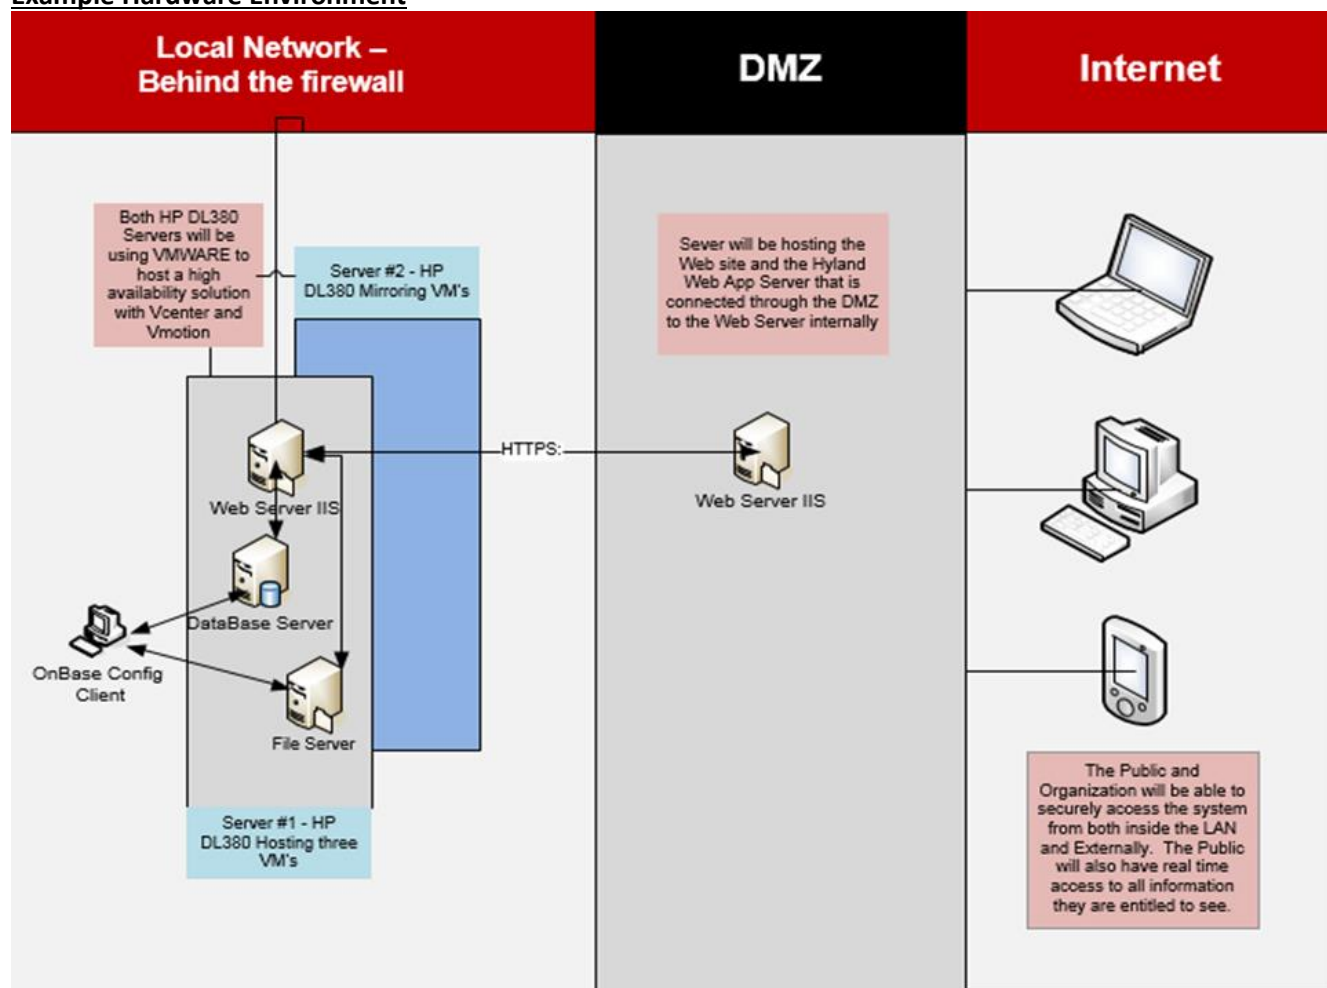 Example Hardware Environment
Local Network –
Behind the firewall
DMZ
Internet
Both HP DL380
Servers will be
using VMWARE to
host a high
availability solution
with Vcenter and
Vmotion
Server #2 - HP
DL380 Mirroring VM's
Sever will be hosting the
Web site and the Hyland
Web App Server that is
connected through the DMZ
to the Web Server internally
HTTPS:
Web Server IIS
Web Server IIS
DataBase Server
OnBase Config
Client
File Server
Server #1 - HP
DL380 Hosting three
VM's
The Public and
Organization will be able to
securely access the system
from both inside the LAN
and Externally.  The Public
will also have real time
access to all information
they are entitled to see.